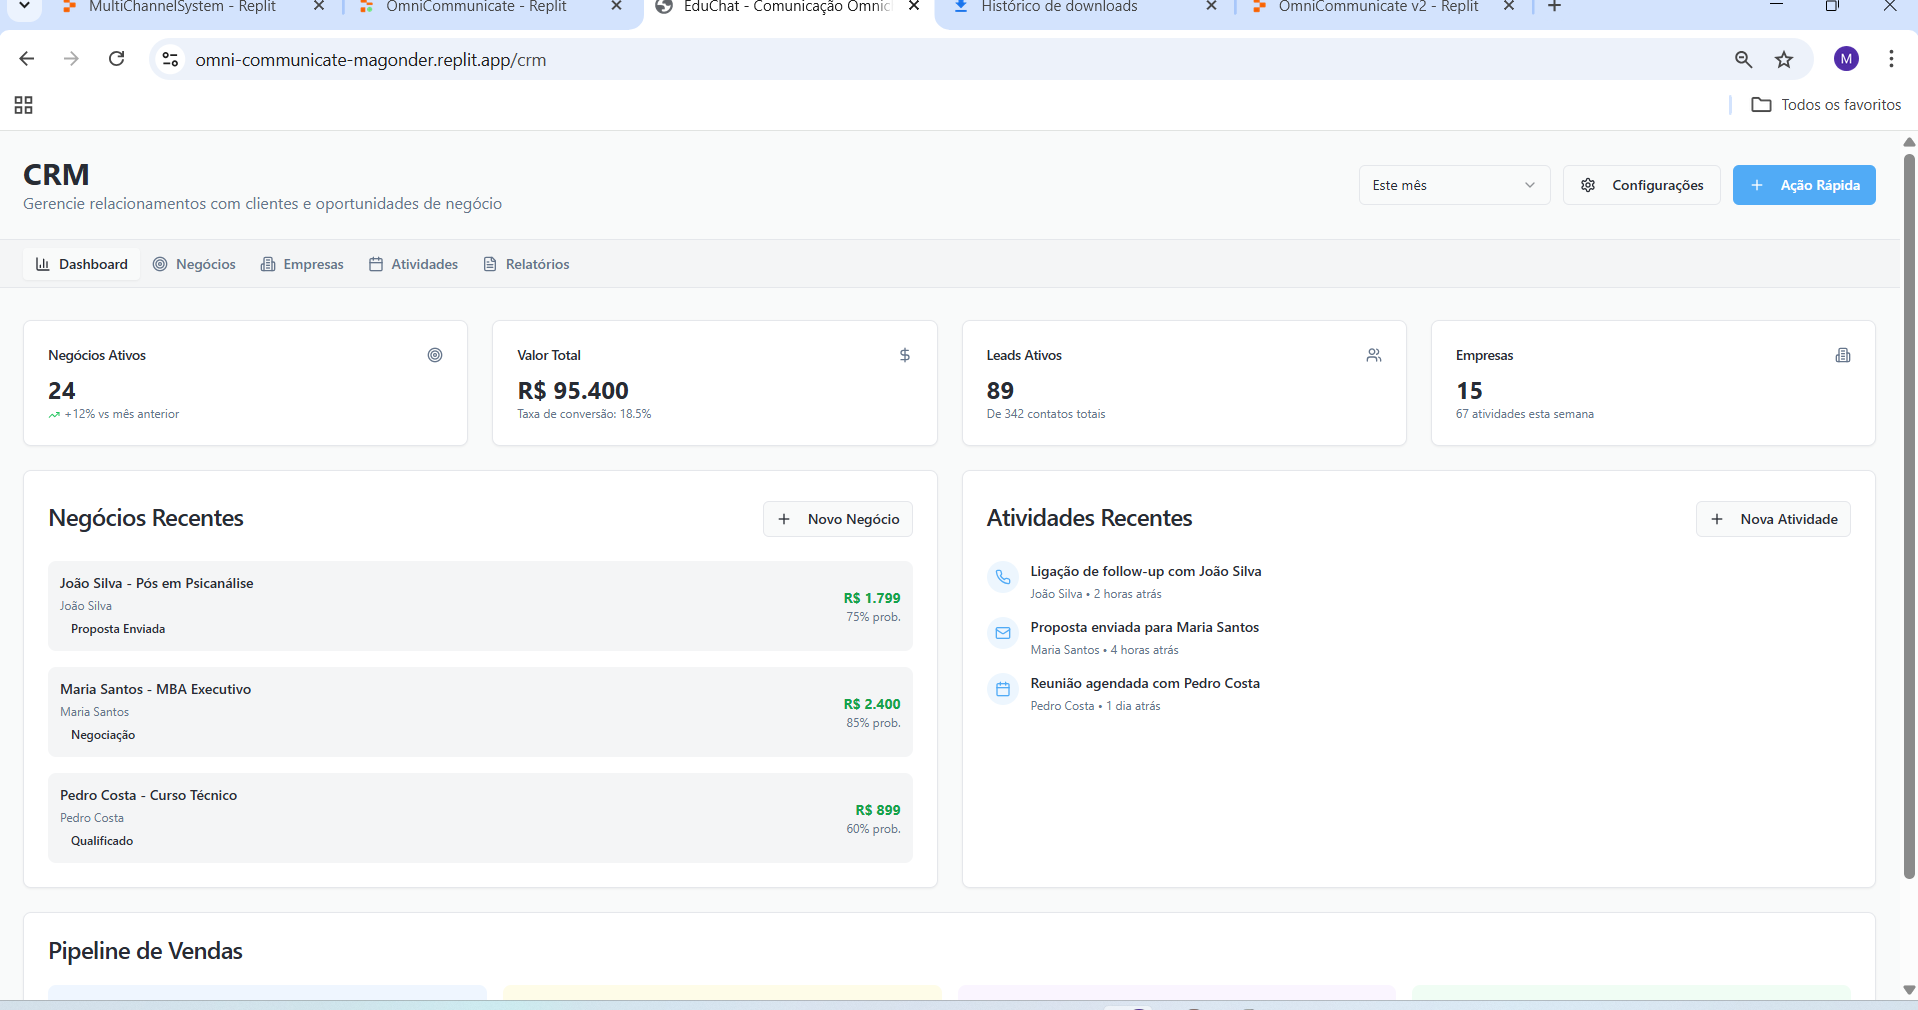 MultiChannelSystem - Replit
OmniCommunicate - Replit
EduChat - Comunicação Omnic
Histórico de downloads
OmniCommunicate v2 - Replit
omni-communicate-magonder.replit.app/crm
M
Todos os favoritos
CRM
Gerencie relacionamentos com clientes e oportunidades de negócio
Este mês
Configurações
Ação Rápida
Dashboard
Negócios
Empresas
Atividades
Relatórios
Negócios Ativos
24
+12% vs mês anterior
Valor Total
R$ 95.400
Taxa de conversão: 18.5%
Leads Ativos
89
De 342 contatos totais
Empresas
15
67 atividades esta semana
Negócios Recentes
Novo Negócio
João Silva - Pós em Psicanálise
João Silva
Proposta Enviada
R$ 1.799
75% prob.
Maria Santos - MBA Executivo
Maria Santos
Negociação
R$ 2.400
85% prob.
Pedro Costa - Curso Técnico
Pedro Costa
Qualificado
R$ 899
60% prob.
Atividades Recentes
Nova Atividade
Ligação de follow-up com João Silva
João Silva • 2 horas atrás
Proposta enviada para Maria Santos
Maria Santos • 4 horas atrás
Reunião agendada com Pedro Costa
Pedro Costa • 1 dia atrás
Pipeline de Vendas